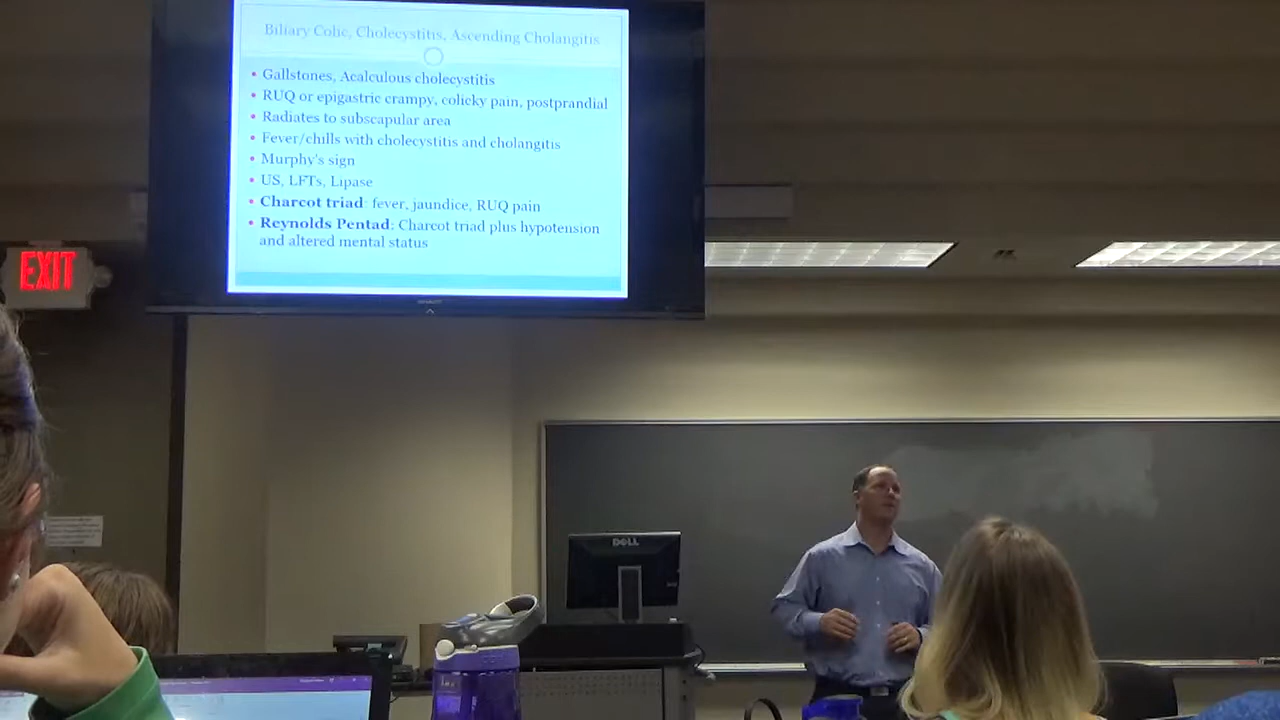 Biliary Colic, Cholecystitis, Ascending Cholangitis
• Gallstones, Acalculous cholecystitis
• RUQ or epigastric crampy, colicky pain, postprandial
• Radiates to subscapular area
• Fever/chills with cholecystitis and cholangitis
• Murphy's sign
• US, LFTs, Lipase
• Charcot triad: fever, jaundice, RUQ pain
• Reynolds Pentad: Charcot triad plus hypotension
and altered mental status
EXIT
DELL